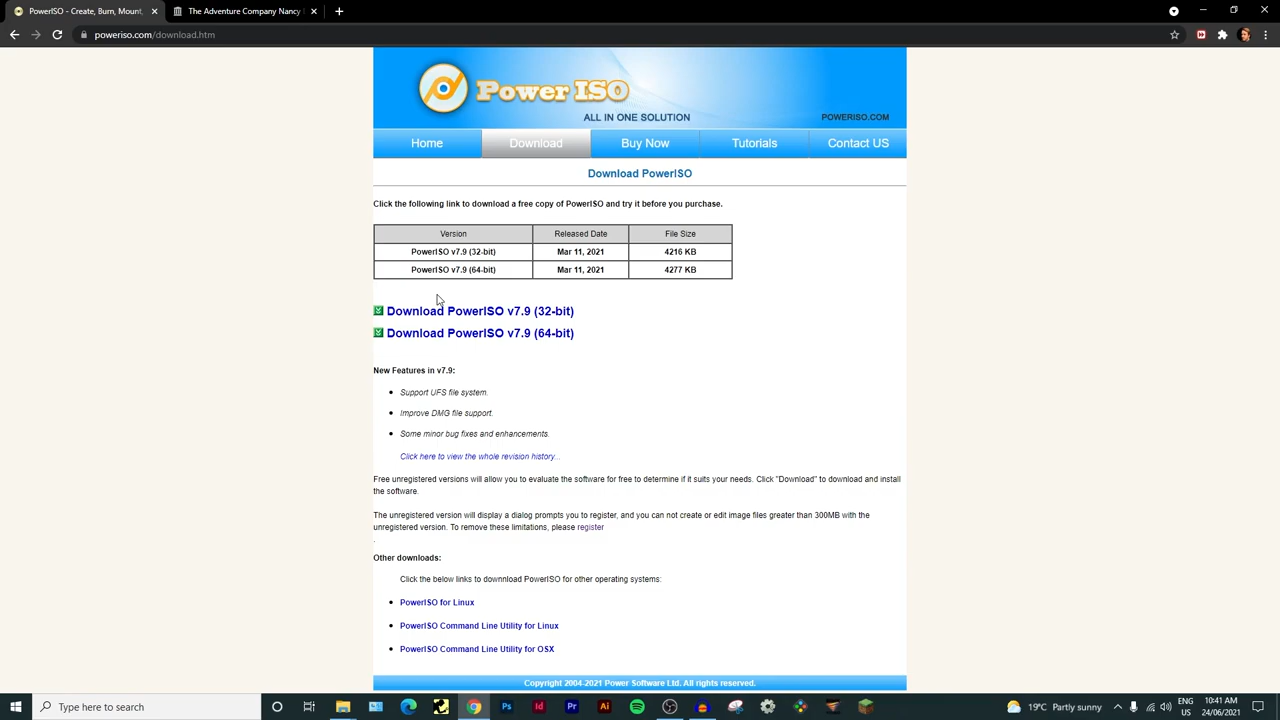 PowerISO - Create, Burn, Mount,
The Adventure Company Nancy
poweriso.com/download.htm
Power ISO
ALL IN ONE SOLUTION
POWERISO.COM
Home Download Buy Now Tutorials Contact US
Download PowerISO
Click the following link to download a free copy of PowerISO and try it before you purchase.
Version Released Date File Size
PowerISO v7.9 (32-bit) Mar 11, 2021 4216 KB
PowerISO v7.9 (64-bit) Mar 11, 2021 4277 KB
Download PowerISO v7.9 (32-bit)
Download PowerISO v7.9 (64-bit)
New Features in v7.9:
Support UFS file system.
Improve DMG file support.
Some minor bug fixes and enhancements.
Click here to view the whole revision history...
Free unregistered versions will allow you to evaluate the software for free to determine if it suits your needs. Click "Download" to download and install
the software.
The unregistered version will display a dialog prompts you to register, and you can not create or edit image files greater than 300MB with the
unregistered version. To remove these limitations, please register
.
Other downloads:
Click the below links to downnload PowerISO for other operating systems:
PowerISO for Linux
PowerISO Command Line Utility for Linux
PowerISO Command Line Utility for OSX
Copyright 2004-2021 Power Software Ltd. All rights reserved.
Type here to search
Ps
Id
Pr
Ai
19°C Partly sunny
ENG
US
10:41 AM
24/06/2021